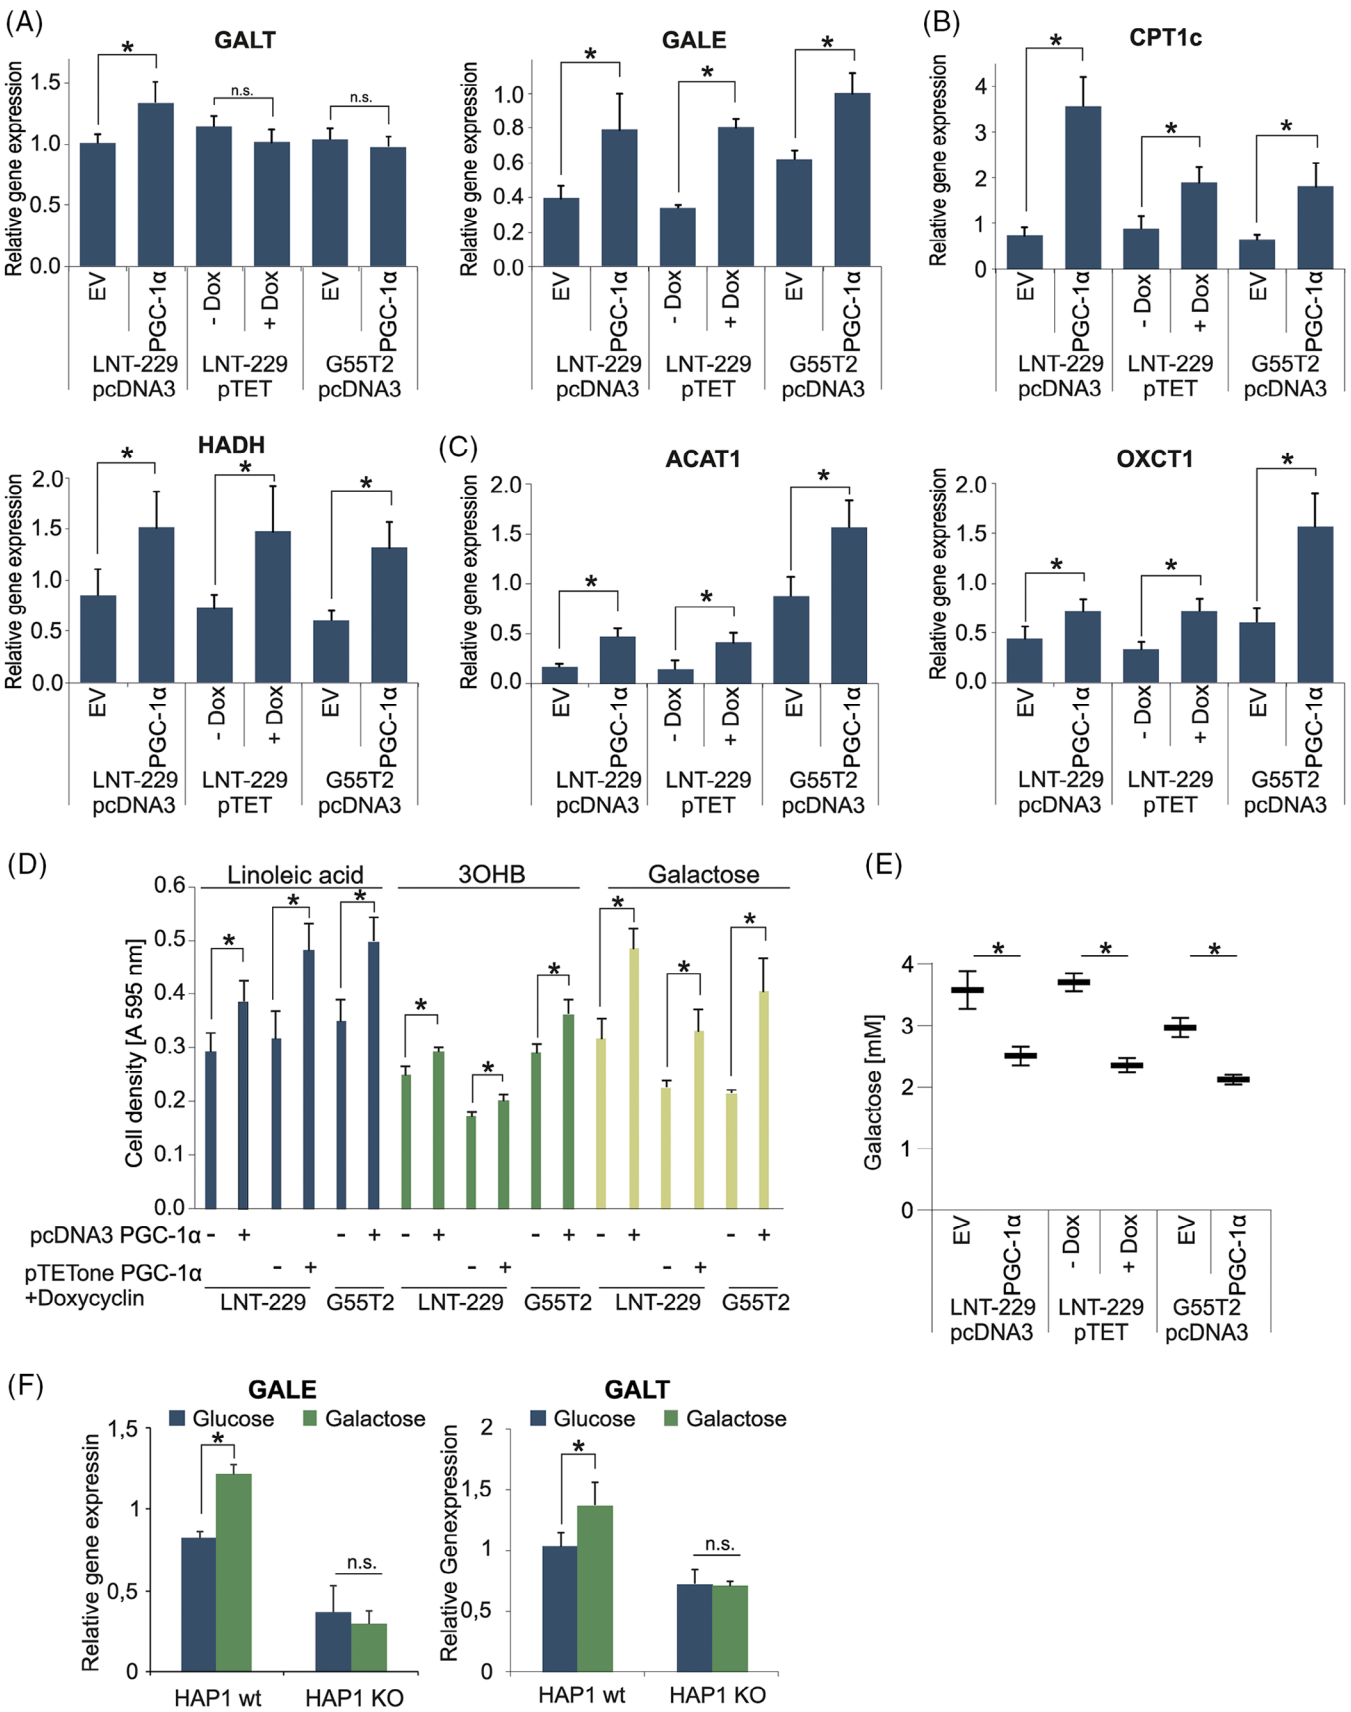 (A)
GALT
Relative gene expression
1.5
1.0
0.5
0.0
*
n.s.
n.s.
EV
PGC-1α
- Dox
+ Dox
EV
PGC-1α
LNT-229
pcDNA3
LNT-229
pTET
G55T2
pcDNA3
GALE
Relative gene expression
1.0
0.8
0.6
0.4
0.2
0.0
*
*
*
EV
PGC-1α
- Dox
+ Dox
EV
PGC-1α
LNT-229
pcDNA3
LNT-229
pTET
G55T2
pcDNA3
(B)
CPT1c
Relative gene expression
4
3
2
1
0
*
*
*
EV
PGC-1α
- Dox
+ Dox
EV
PGC-1α
LNT-229
pcDNA3
LNT-229
pTET
G55T2
pcDNA3
HADH
Relative gene expression
2.0
1.5
1.0
0.5
0.0
*
*
*
EV
PGC-1α
- Dox
+ Dox
EV
PGC-1α
LNT-229
pcDNA3
LNT-229
pTET
G55T2
pcDNA3
(C)
ACAT1
Relative gene expression
2.0
1.5
1.0
0.5
0.0
*
*
*
EV
PGC-1α
- Dox
+ Dox
EV
PGC-1α
LNT-229
pcDNA3
LNT-229
pTET
G55T2
pcDNA3
OXCT1
Relative gene expression
2.0
1.5
1.0
0.5
0.0
*
*
*
EV
PGC-1α
- Dox
+ Dox
EV
PGC-1α
LNT-229
pcDNA3
LNT-229
pTET
G55T2
pcDNA3
(D)
Linoleic acid 3OHB Galactose
Cell density [A 595 nm]
0.6
0.5
0.4
0.3
0.2
0.1
0.0
* * * * * * * * *
pcDNA3 PGC-1α - + - + - + - + - + - +
pTETone PGC-1α - + - + - +
+Doxycyclin
LNT-229 G55T2 LNT-229 G55T2 LNT-229 G55T2
(E)
Galactose [mM]
4
3
2
1
0
* * *
EV
PGC-1α
- Dox
+ Dox
EV
PGC-1α
LNT-229
pcDNA3
LNT-229
pTET
G55T2
pcDNA3
(F)
GALE
Glucose Galactose
Relative gene expressin
1,5
1
0,5
0
*
n.s.
HAP1 wt HAP1 KO
GALT
Glucose Galactose
Relative Genexpression
2
1,5
1
0,5
0
*
n.s.
HAP1 wt HAP1 KO